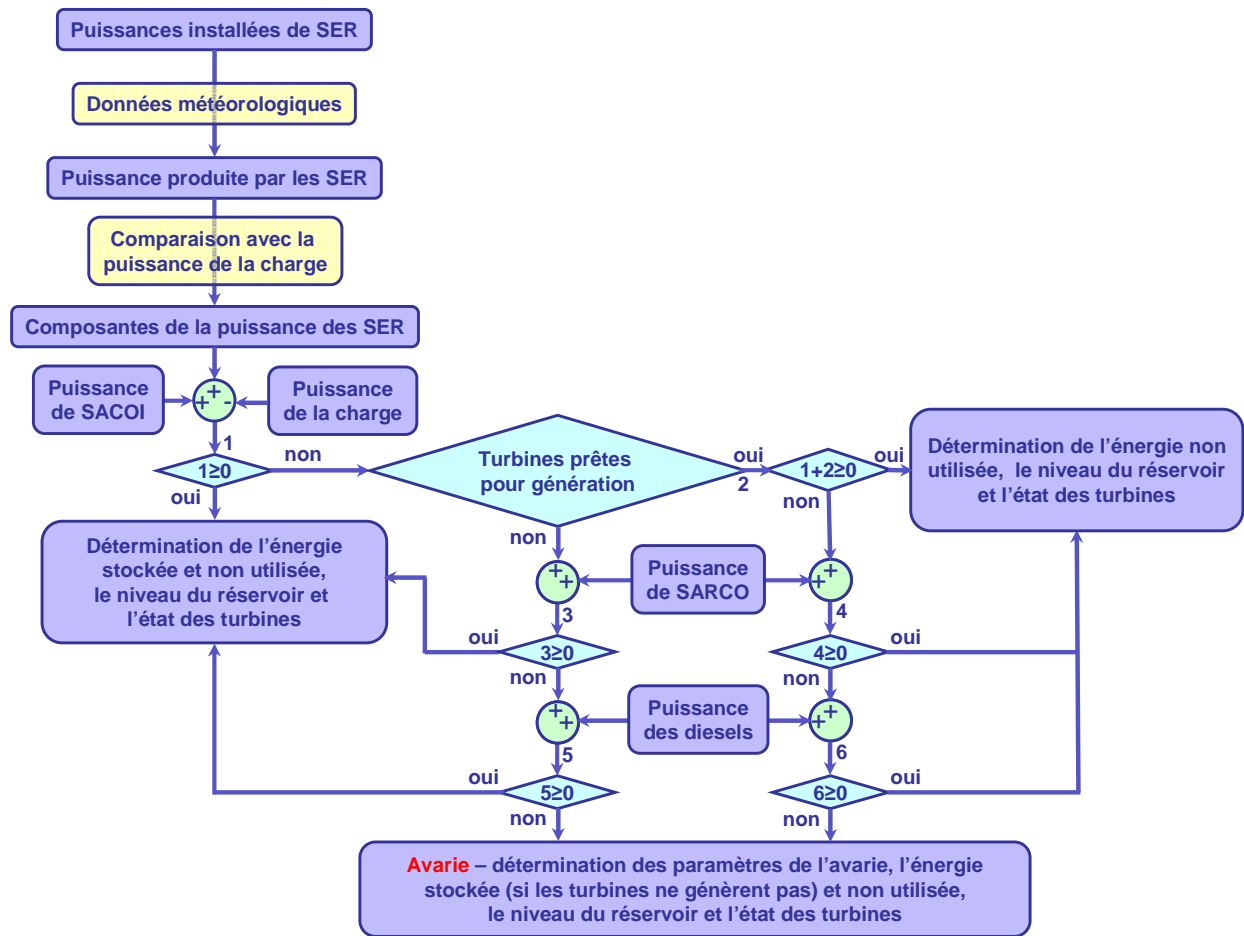 Puissances installées de SER
Données météorologiques
Puissance produite par les SER
Comparaison avec la
puissance de la charge
Composantes de la puissance des SER
Puissance
de SACOI
+ + -
Puissance
de la charge
1
1≥0
non
oui
Turbines prêtes
pour génération
oui
2
1+2≥0
oui
non
Détermination de l'énergie non
utilisée, le niveau du réservoir
et l'état des turbines
non
Détermination de l'énergie
stockée et non utilisée,
le niveau du réservoir et
l'état des turbines
+ +
Puissance
de SARCO
+ +
3
4
oui
3≥0
non
4≥0
oui
non
+ +
Puissance
des diesels
+ +
5
6
oui
5≥0
non
6≥0
oui
non
Avarie – détermination des paramètres de l'avarie, l'énergie
stockée (si les turbines ne génèrent pas) et non utilisée,
le niveau du réservoir et l'état des turbines